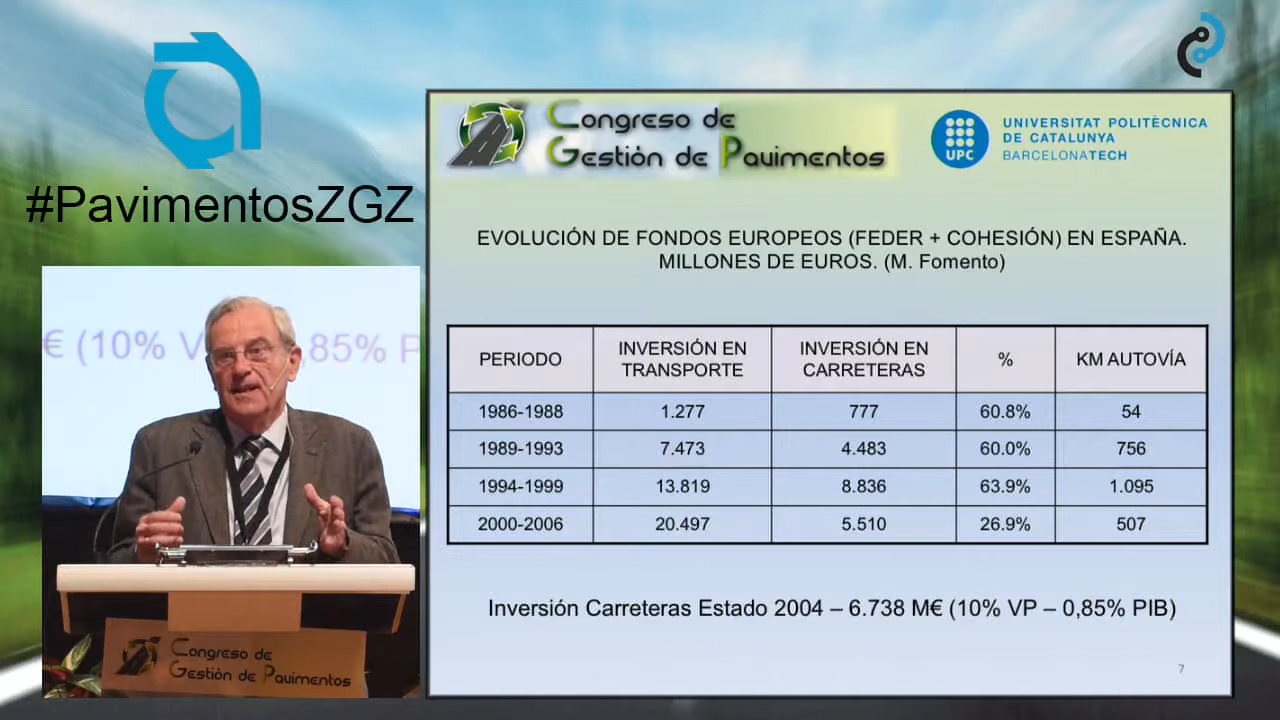 #PavimentosZGZ
€ (10% V
,85% P
Congreso de
Gestión de Pavimentos
Congreso de
Gestión de Pavimentos
UPC
UNIVERSITAT POLITÈCNICA
DE CATALUNYA
BARCELONATECH
EVOLUCIÓN DE FONDOS EUROPEOS (FEDER + COHESIÓN) EN ESPAÑA.
MILLONES DE EUROS. (M. Fomento)
PERIODO INVERSIÓN EN TRANSPORTE INVERSIÓN EN CARRETERAS % KM AUTOVÍA
1986-1988 1.277 777 60.8% 54
1989-1993 7.473 4.483 60.0% 756
1994-1999 13.819 8.836 63.9% 1.095
2000-2006 20.497 5.510 26.9% 507
Inversión Carreteras Estado 2004 – 6.738 M€ (10% VP – 0,85% PIB)
7